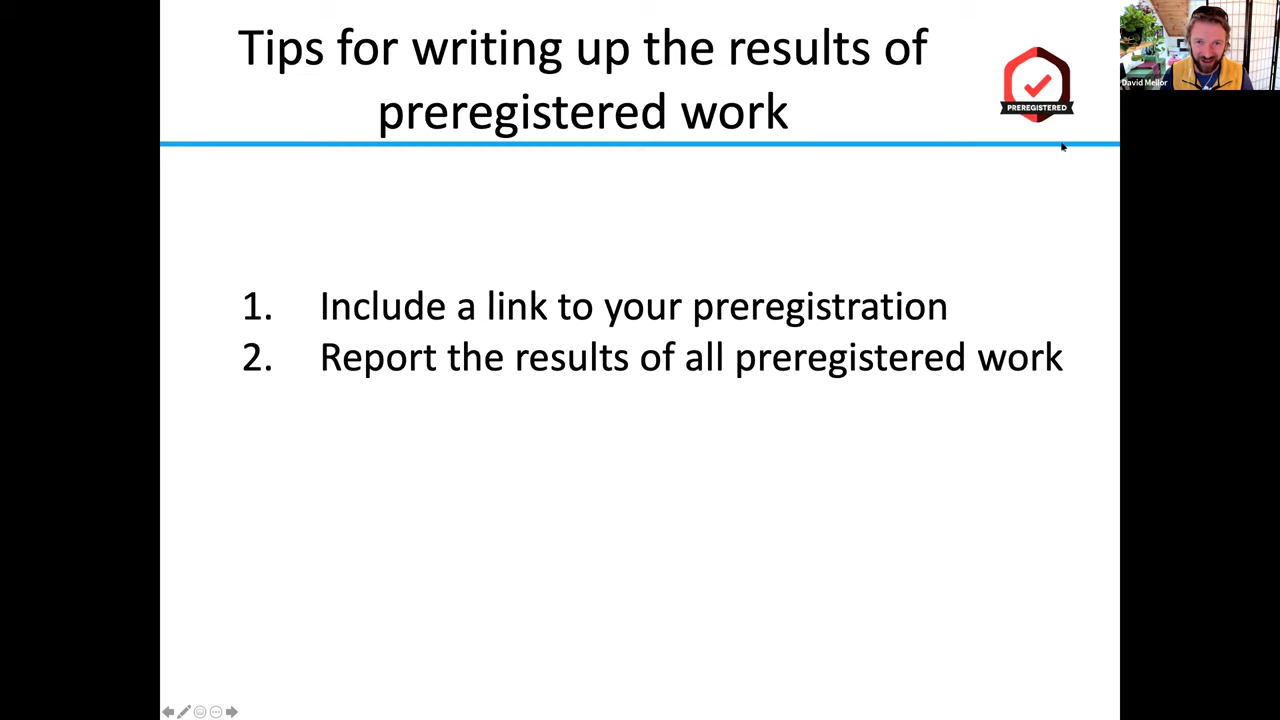 Tips for writing up the results of
preregistered work
PREREGISTERED
David Mellor
1. Include a link to your preregistration
2. Report the results of all preregistered work